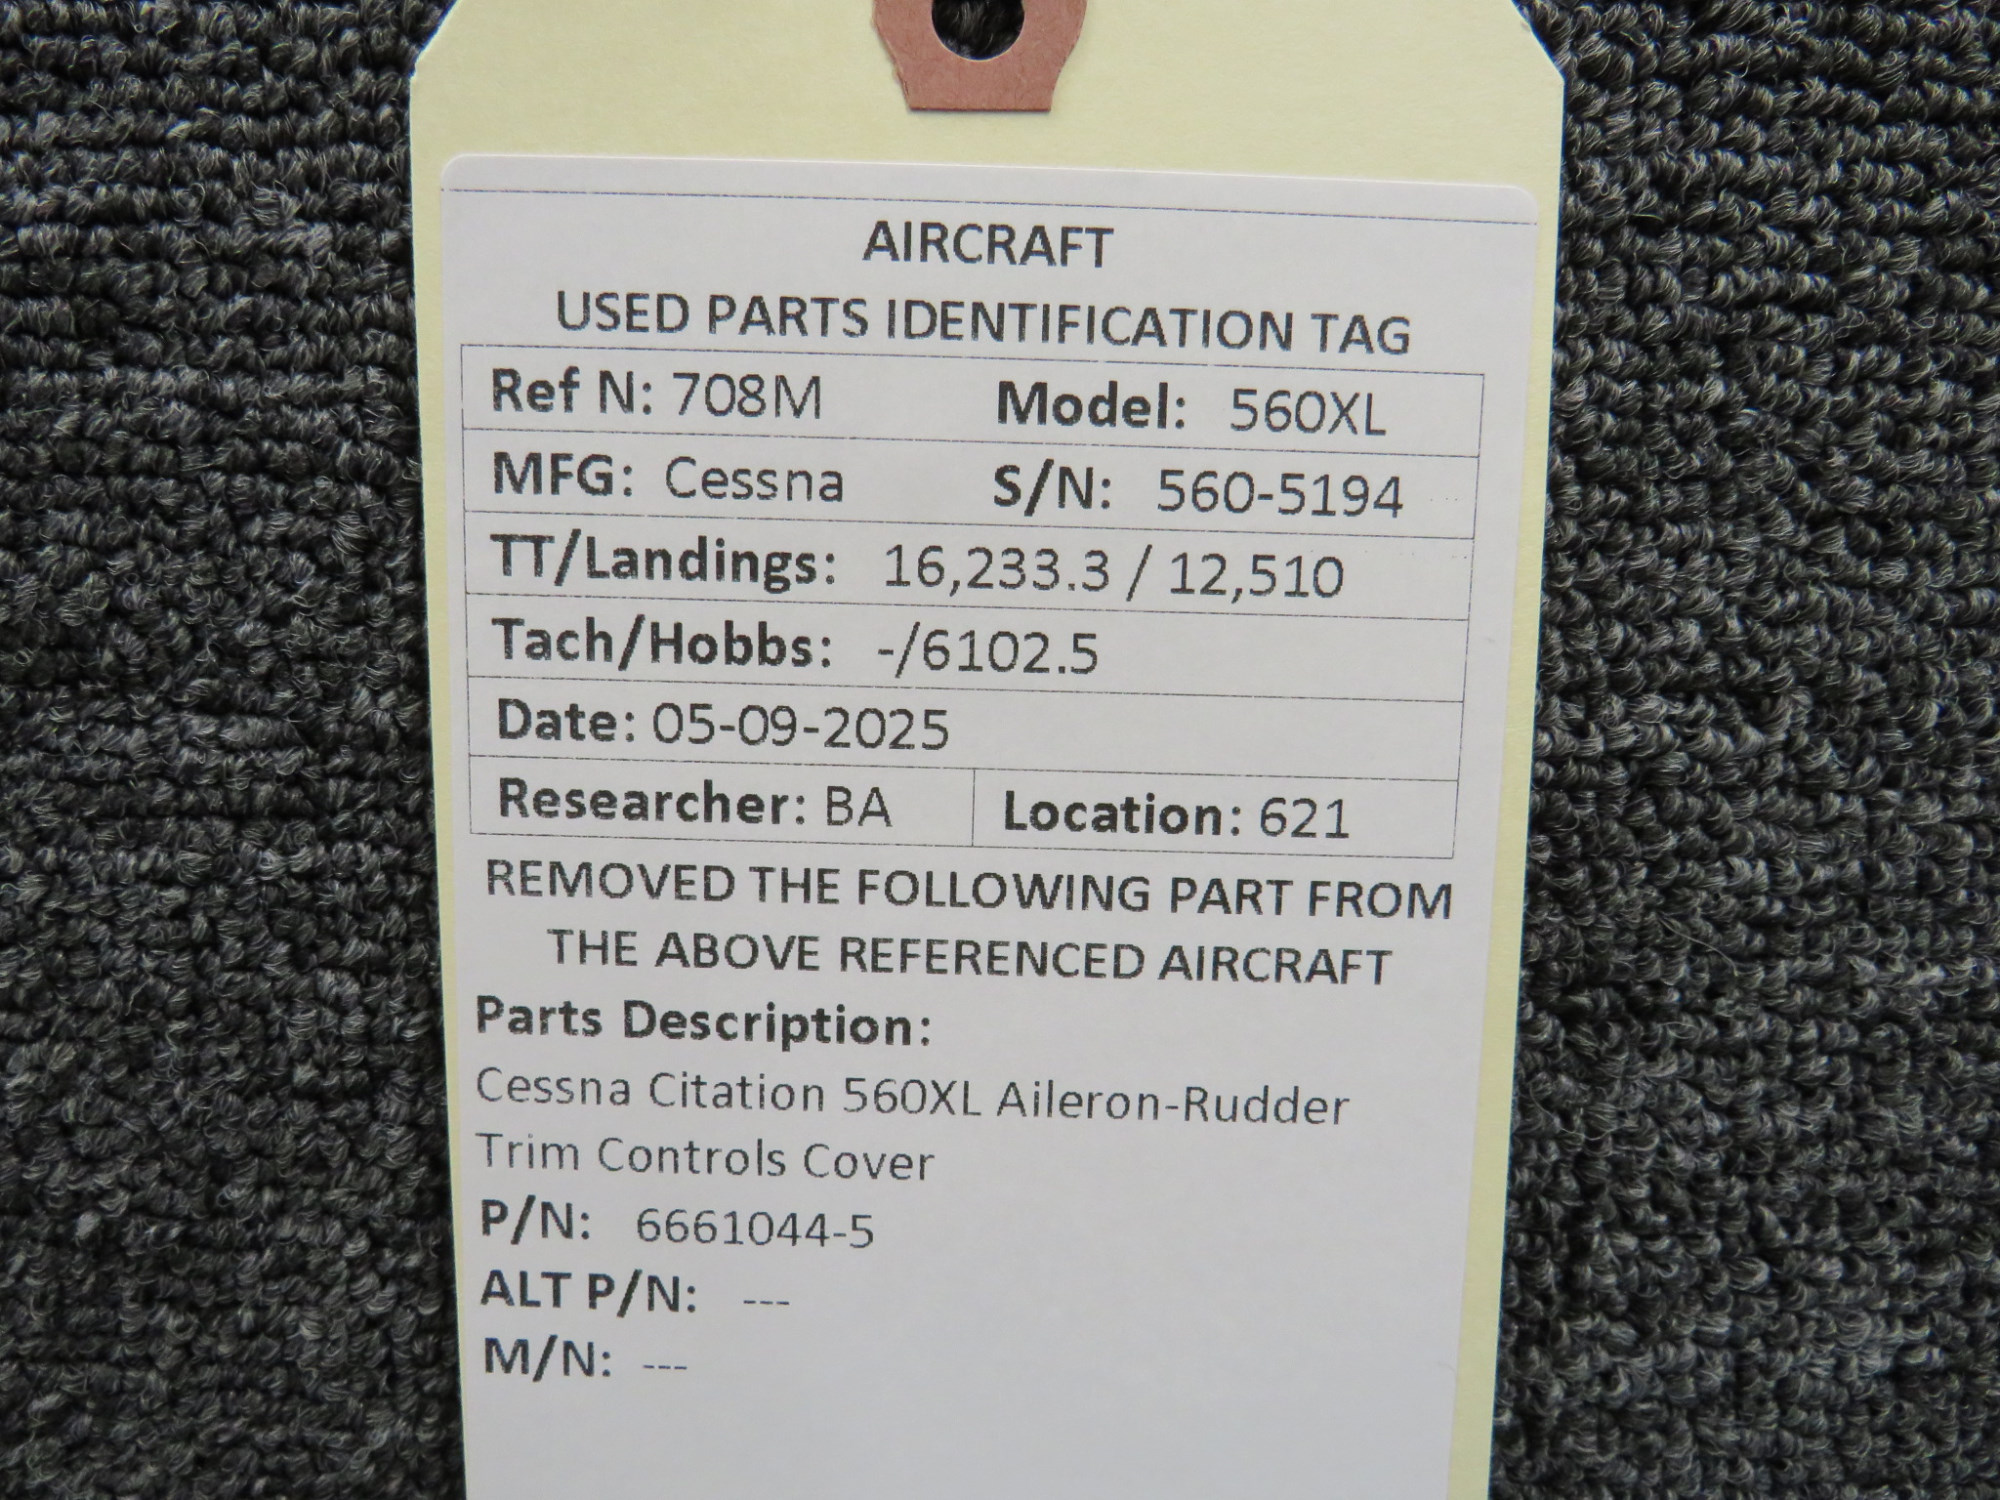 AIRCRAFT
USED PARTS IDENTIFICATION TAG
Ref N: 708M Model: 560XL
MFG: Cessna S/N: 560-5194
TT/Landings: 16,233.3 / 12,510
Tach/Hobbs: -/6102.5
Date: 05-09-2025
Researcher: BA Location: 621
REMOVED THE FOLLOWING PART FROM
THE ABOVE REFERENCED AIRCRAFT
Parts Description:
Cessna Citation 560XL Aileron-Rudder
Trim Controls Cover
P/N: 6661044-5
ALT P/N: ---
M/N: ---